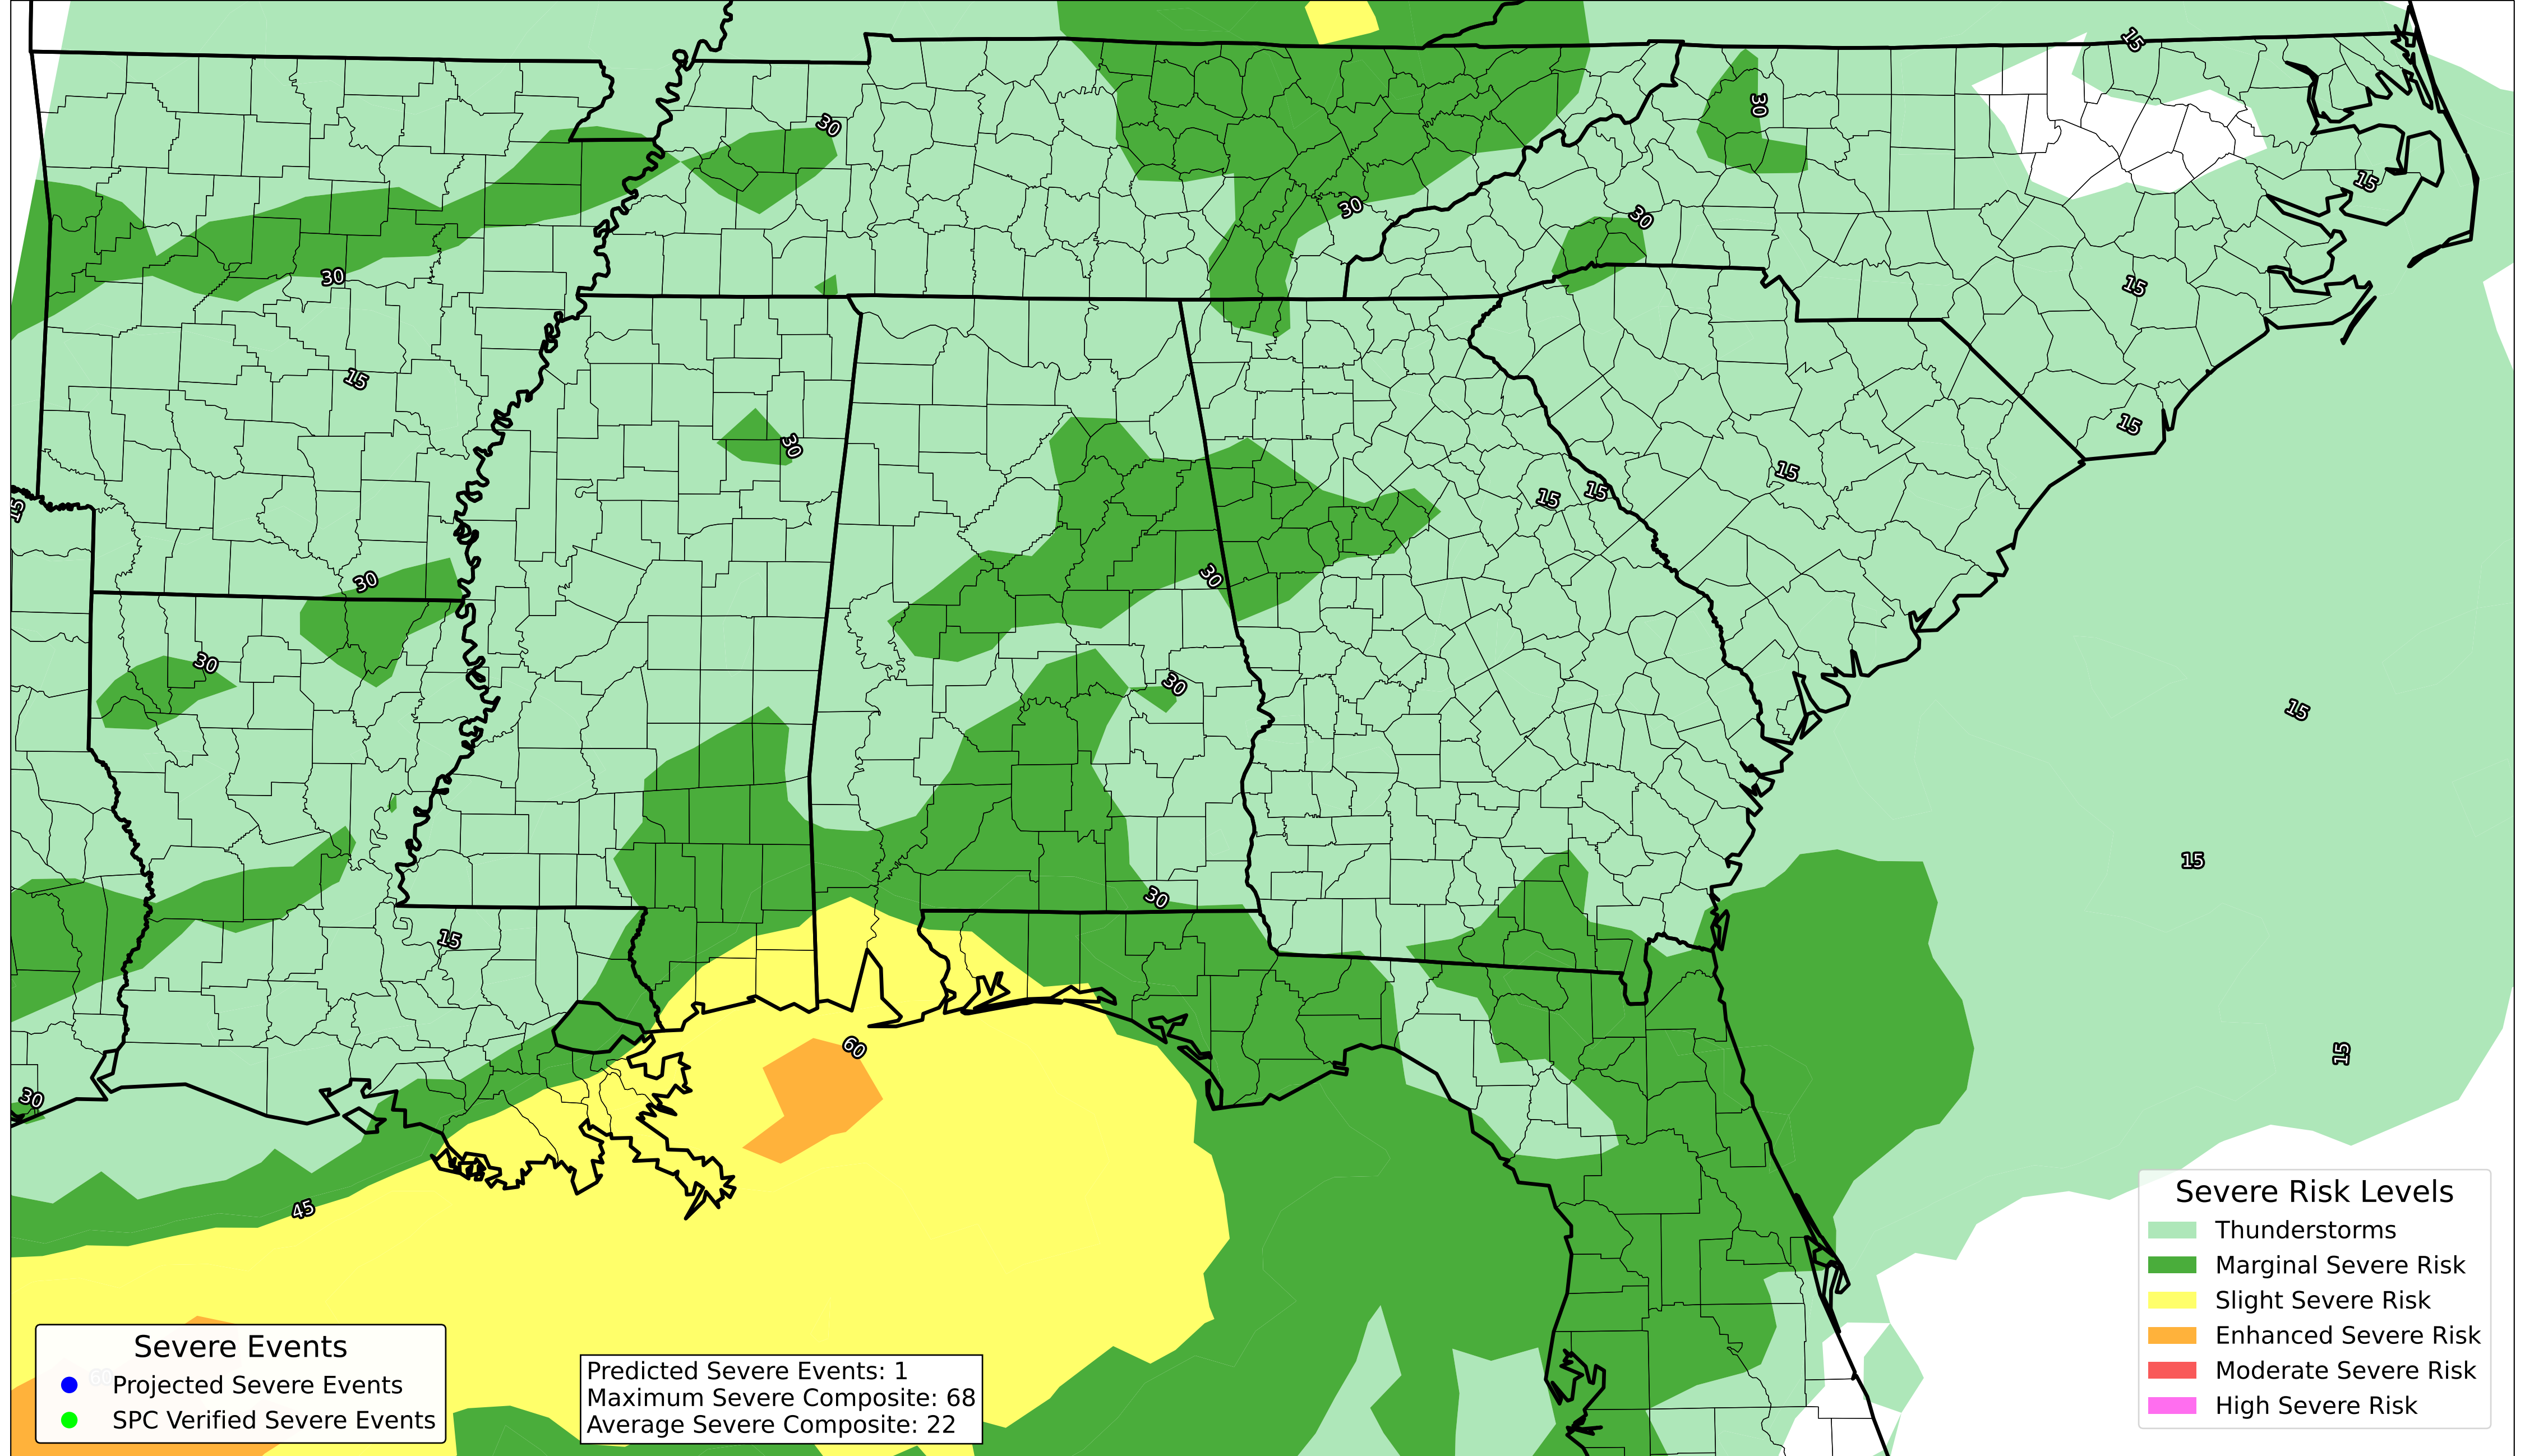 15
30
30
15
30
30
15
30
15
15
30
15
15
15
15
30
30
30
30
15
15
30
15
15
60
30
45
60
Severe Events
Projected Severe Events
SPC Verified Severe Events
Predicted Severe Events: 1
Maximum Severe Composite: 68
Average Severe Composite: 22
Severe Risk Levels
Thunderstorms
Marginal Severe Risk
Slight Severe Risk
Enhanced Severe Risk
Moderate Severe Risk
High Severe Risk